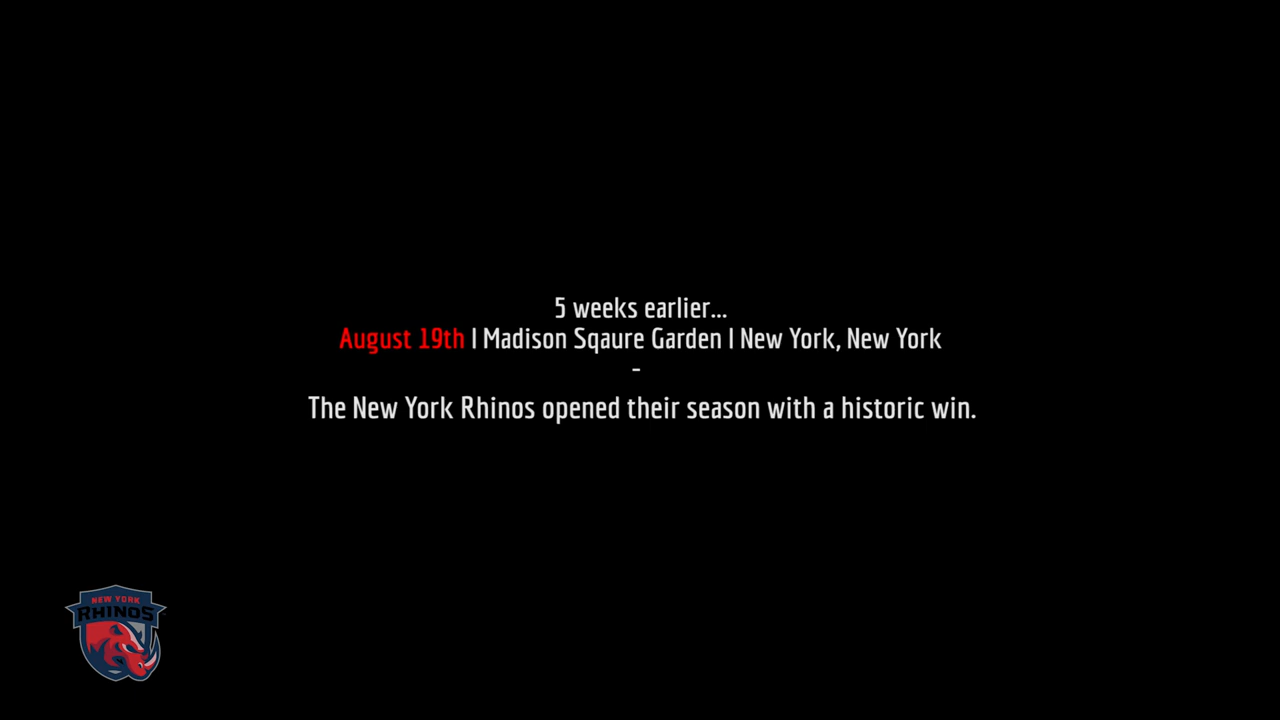 5 weeks earlier...
August 19th | Madison Sqaure Garden | New York, New York
-
The New York Rhinos opened their season with a historic win.
NEW YORK
RHINOS